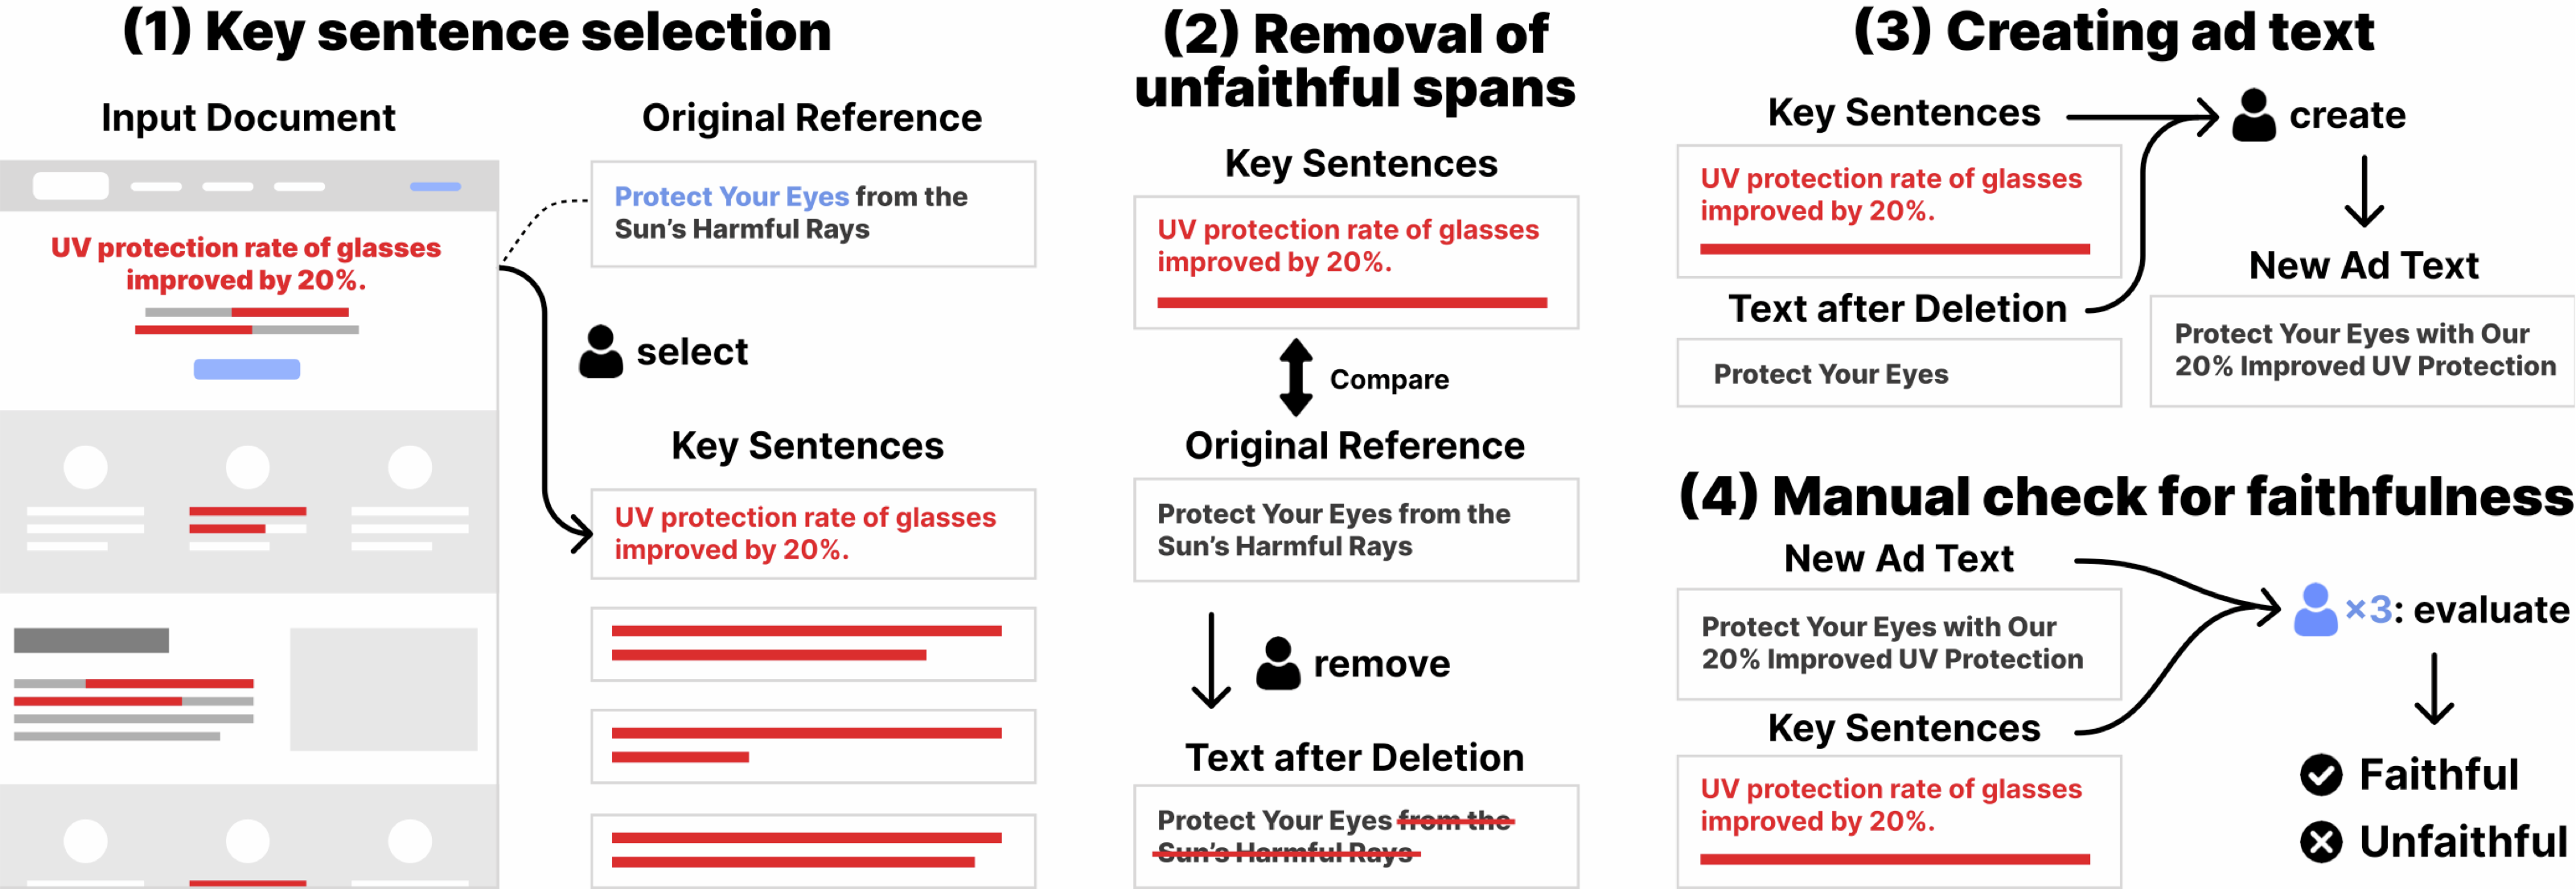 (1) Key sentence selection
Input Document
UV protection rate of glasses
improved by 20%.
Original Reference
Protect Your Eyes from the
Sun's Harmful Rays
select
Key Sentences
UV protection rate of glasses
improved by 20%.
(2) Removal of
unfaithful spans
Key Sentences
UV protection rate of glasses
improved by 20%.
Compare
Original Reference
Protect Your Eyes from the
Sun's Harmful Rays
remove
Text after Deletion
Protect Your Eyes from the
Sun's Harmful Rays
(3) Creating ad text
Key Sentences
UV protection rate of glasses
improved by 20%.
Text after Deletion
Protect Your Eyes
create
New Ad Text
Protect Your Eyes with Our
20% Improved UV Protection
(4) Manual check for faithfulness
New Ad Text
Protect Your Eyes with Our
20% Improved UV Protection
Key Sentences
UV protection rate of glasses
improved by 20%.
×3: evaluate
Faithful
Unfaithful